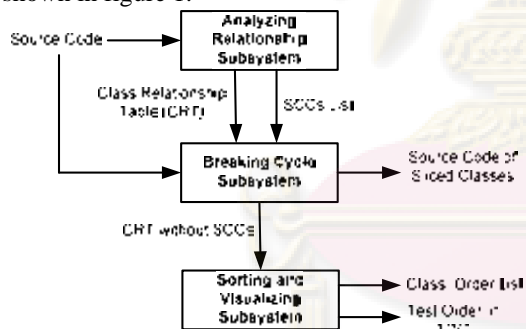 shown in figure 1.
Analyzing
Relationship
Subsystem
Source Code
Class Relationship
Table (CRT)
SCCs List
Breaking Cycle
Subsystem
Source Code of
Sliced Classes
CRT without SCCs
Sorting and
Visualizing
Subsystem
Class Order List
Test Order in